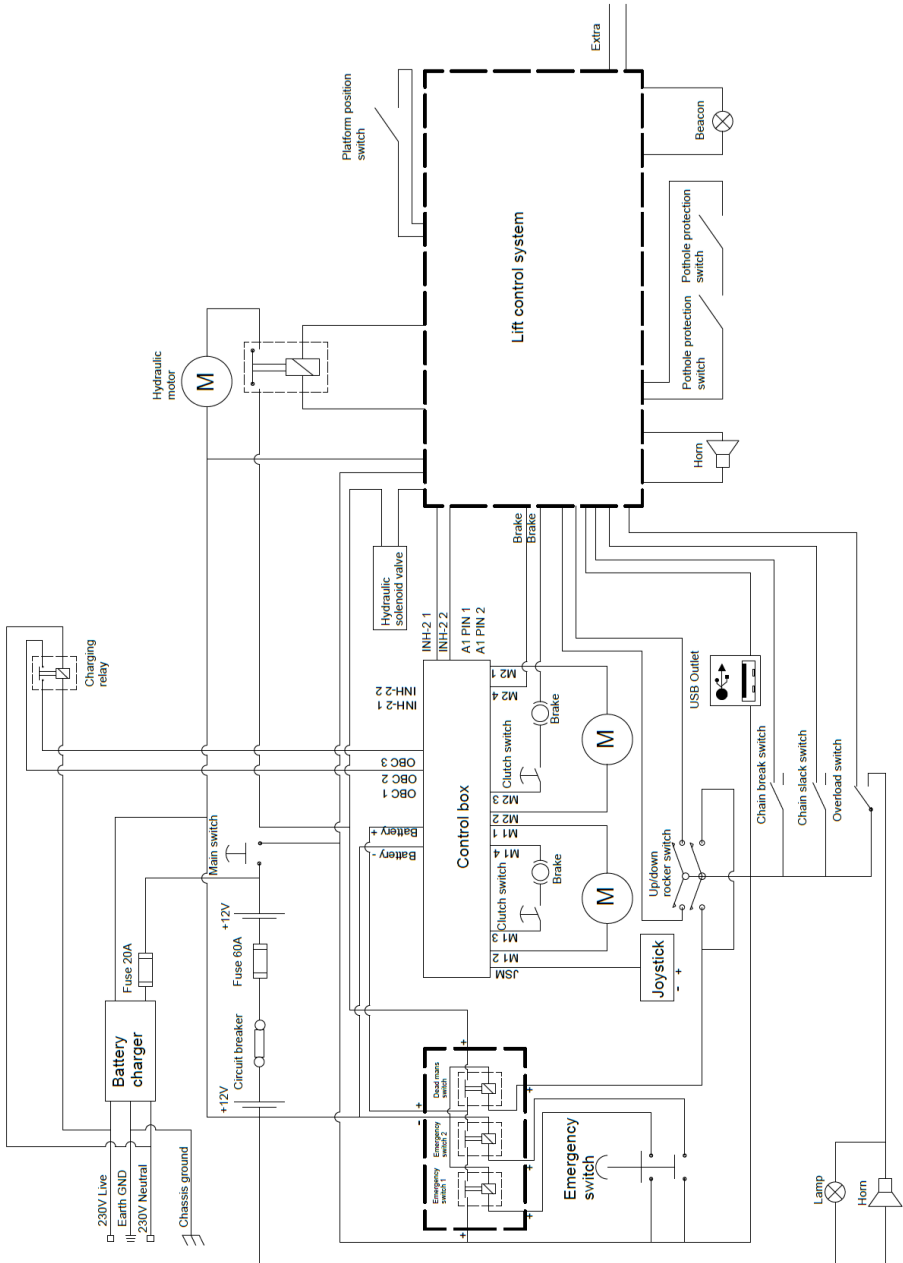 Extra
Platform position
switch
Beacon
Lift control system
Pothole protection
switch
Pothole protection
switch
Hydraulic
motor
M
Horn
Hydraulic
solenoid valve
Brake
Brake
INH-2 1
INH-2 2
A1 PIN 1
A1 PIN 2
Charging
relay
INH-2 2
INH-2 1
OBC 3
OBC 2
OBC 1
Battery +
Battery -
Control box
M2 1
M2 4
M2 3
M2 2
M1 1
M1 4
M1 3
M1 2
JSM
Clutch switch
Brake
M
Clutch switch
Brake
M
USB Outlet
Main switch
+12V
Fuse 60A
Circuit breaker
+12V
Fuse 20A
Battery
charger
230V Live
Earth GND
230V Neutral
Chassis ground
Up/down
rocker switch
Joystick
- +
Chain break switch
Chain slack switch
Overload switch
+
Dead mans
switch
+
+
-
Emergency
switch 2
+
Emergency
switch 1
+
+
Emergency
switch
Lamp
Horn